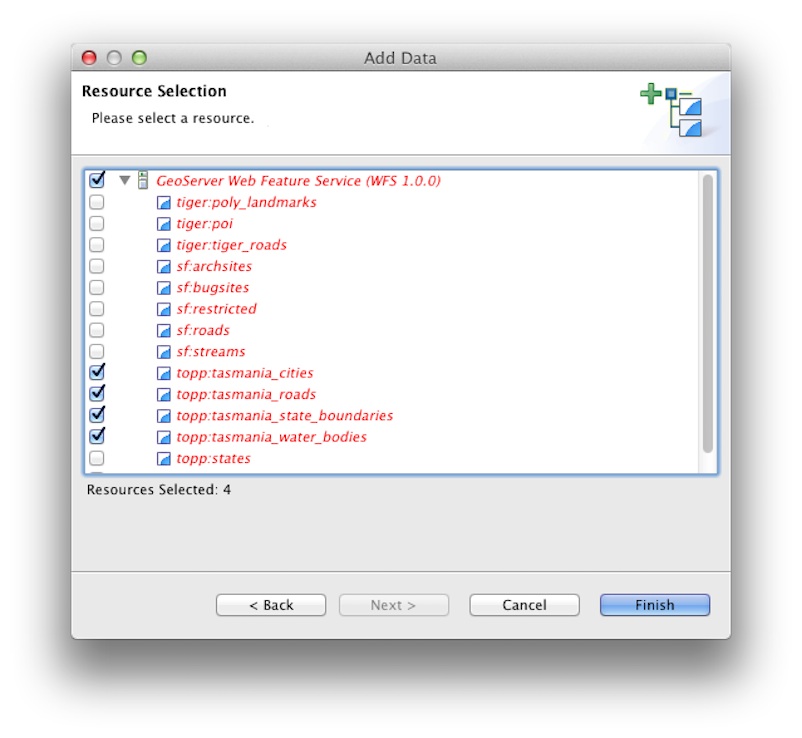 Add Data
Resource Selection
Please select a resource.
GeoServer Web Feature Service (WFS 1.0.0)
tiger:poly_landmarks
tiger:poi
tiger:tiger_roads
sf:archsites
sf:bugsites
sf:restricted
sf:roads
sf:streams
topp:tasmania_cities
topp:tasmania_roads
topp:tasmania_state_boundaries
topp:tasmania_water_bodies
topp:states
Resources Selected: 4
< Back
Next >
Cancel
Finish